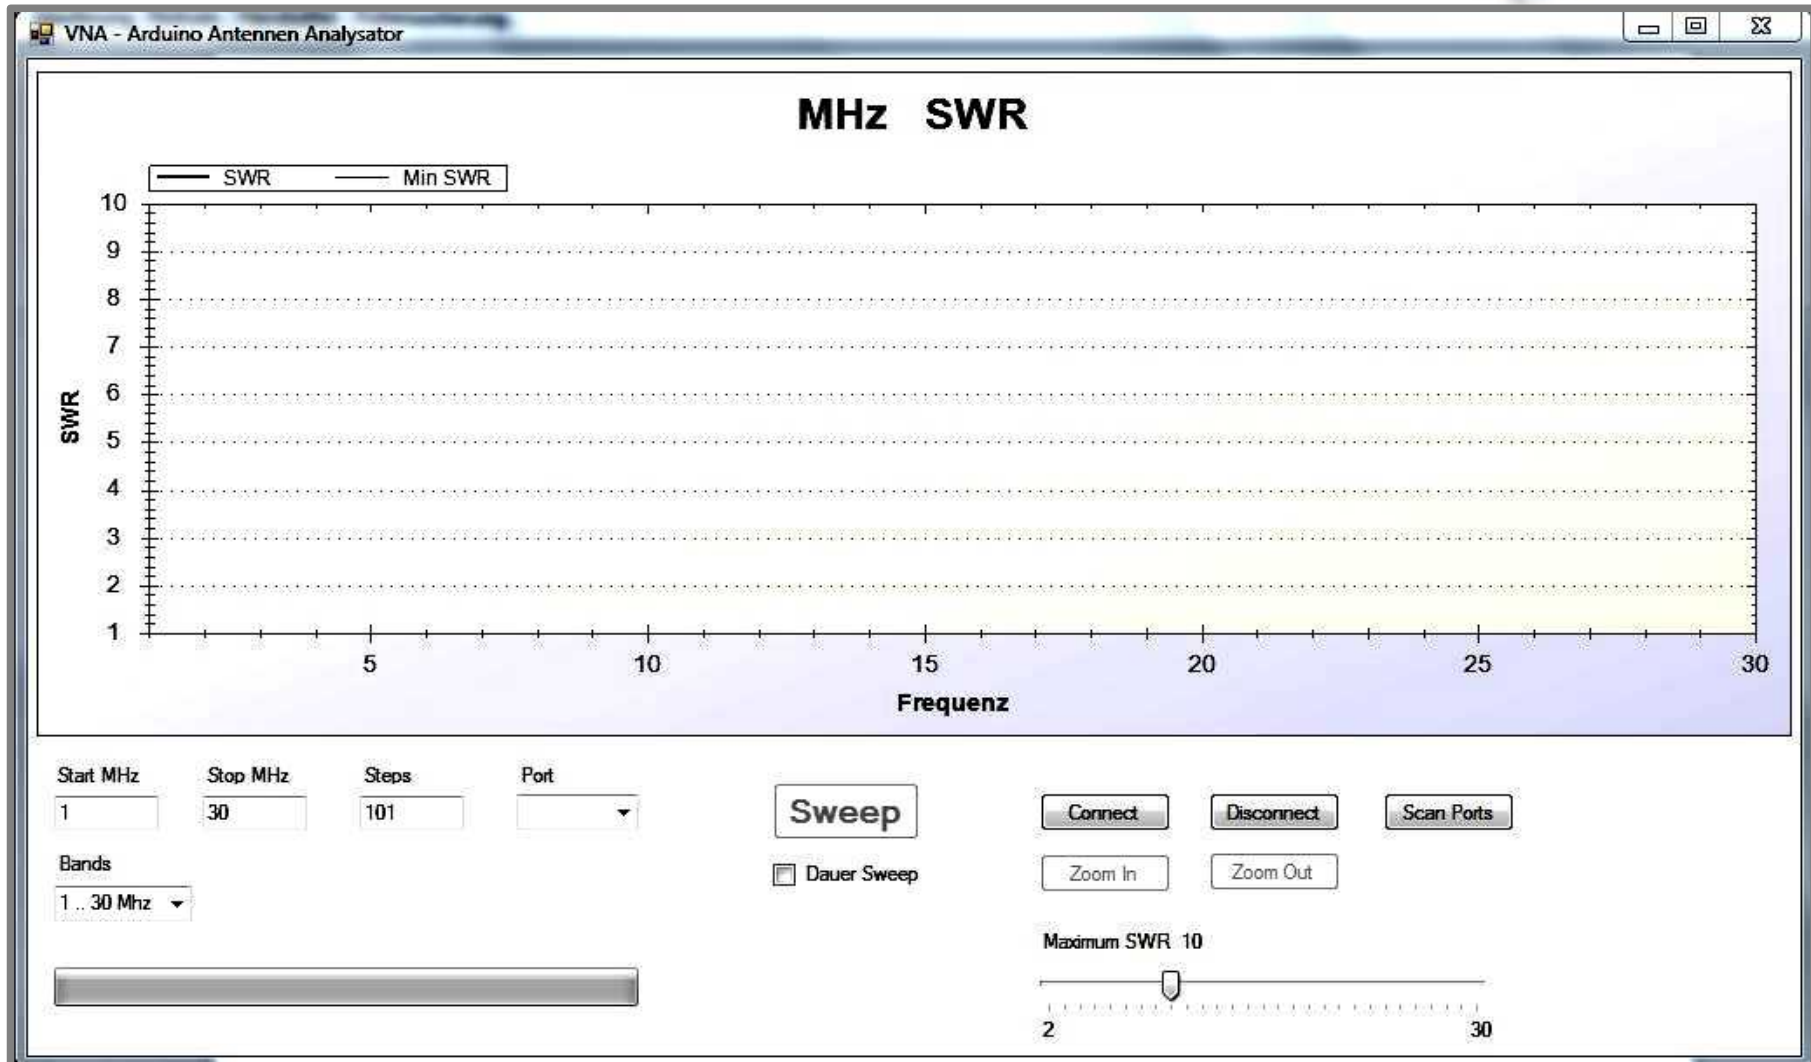 VNA - Arduino Antennen Analysator
MHz SWR
SWR Min SWR
10
9
8
7
6
5
4
3
2
1
SWR
5 10 15 20 25 30
Frequenz
Start MHz Stop MHz Steps Port
1 30 101
Sweep
Connect Disconnect Scan Ports
Bands
Dauer Sweep
Zoom In Zoom Out
1 .. 30 Mhz
Maximum SWR 10
2 30